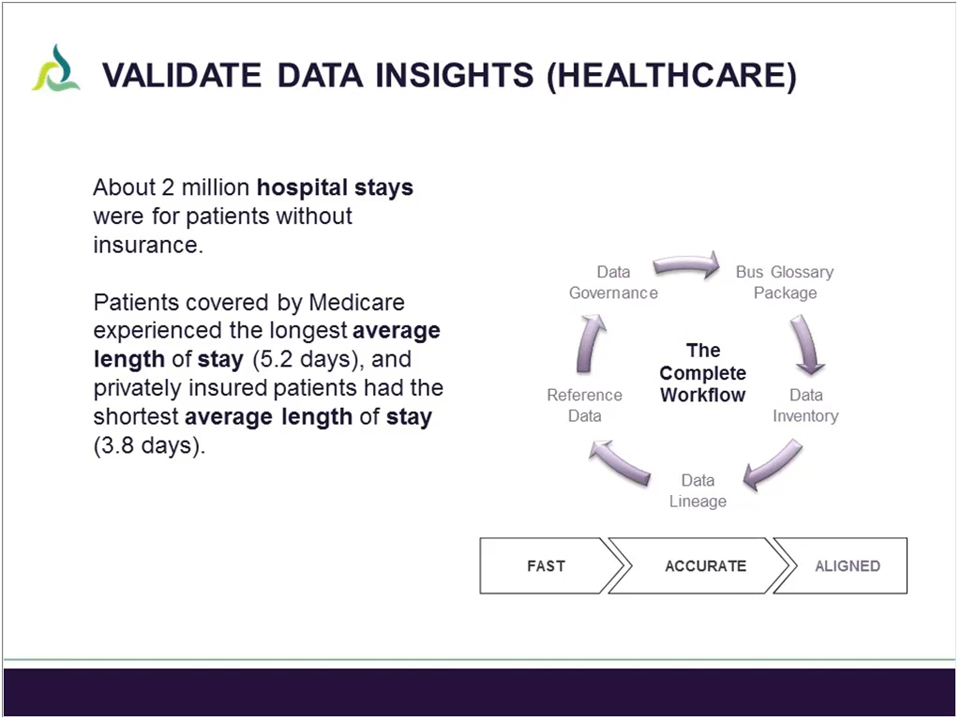 VALIDATE DATA INSIGHTS (HEALTHCARE)
About 2 million hospital stays
were for patients without
insurance.
Patients covered by Medicare
experienced the longest average
length of stay (5.2 days), and
privately insured patients had the
shortest average length of stay
(3.8 days).
Data
Governance
Bus Glossary
Package
The
Complete
Workflow
Reference
Data
Data
Inventory
Data
Lineage
FAST
ACCURATE
ALIGNED